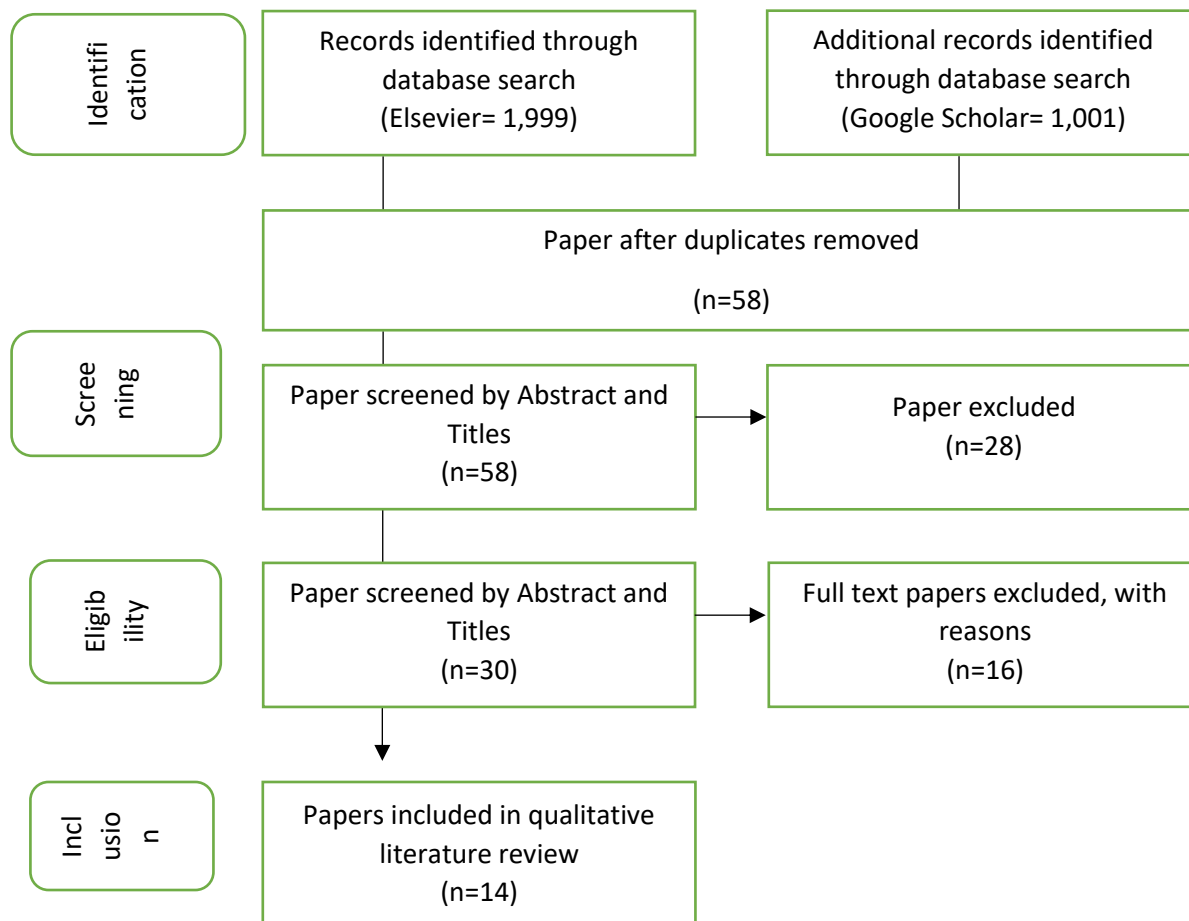 Identifi
cation
Records identified through
database search
(Elsevier= 1,999)
Additional records identified
through database search
(Google Scholar= 1,001)
Paper after duplicates removed
(n=58)
Scree
ning
Paper screened by Abstract and
Titles
(n=58)
Paper excluded
(n=28)
Eligib
ility
Paper screened by Abstract and
Titles
(n=30)
Full text papers excluded, with
reasons
(n=16)
Incl
usio
n
Papers included in qualitative
literature review
(n=14)